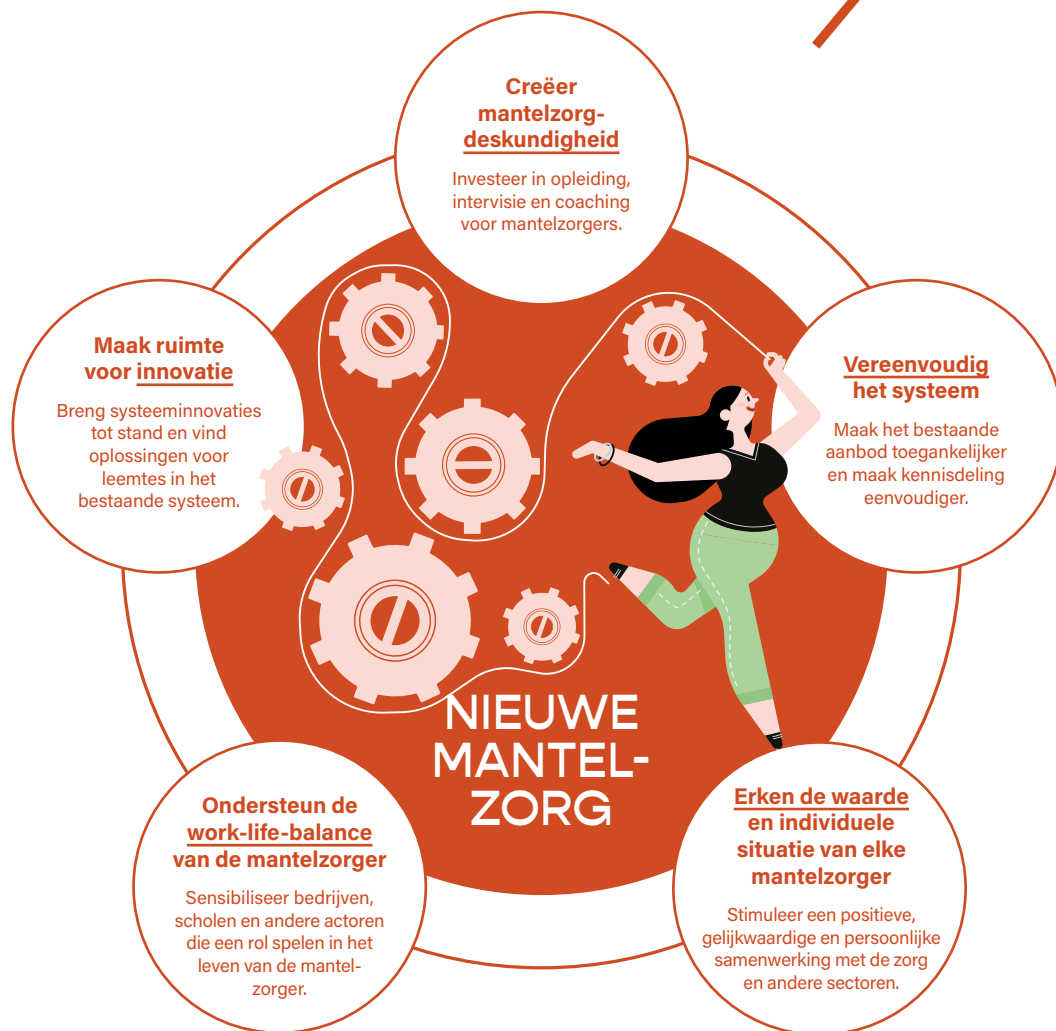 Creëer
mantelzorg-
deskundigheid
Investeer in opleiding,
intervisie en coaching
voor mantelzorgers.
Maak ruimte
voor innovatie
Breng systeeminnovaties
tot stand en vind
oplossingen voor
leemtes in het
bestaande systeem.
Vereenvoudig
het systeem
Maak het bestaande
aanbod toegankelijker
en maak kennisdeling
eenvoudiger.
NIEUWE
MANTEL-
ZORG
Ondersteun de
work-life-balance
van de mantelzorger
Sensibiliseer bedrijven,
scholen en andere actoren
die een rol spelen in het
leven van de mantel-
zorger.
Erken de waarde
en individuele
situatie van elke
mantelzorger
Stimuleer een positieve,
gelijkwaardige en persoonlijke
samenwerking met de zorg
en andere sectoren.